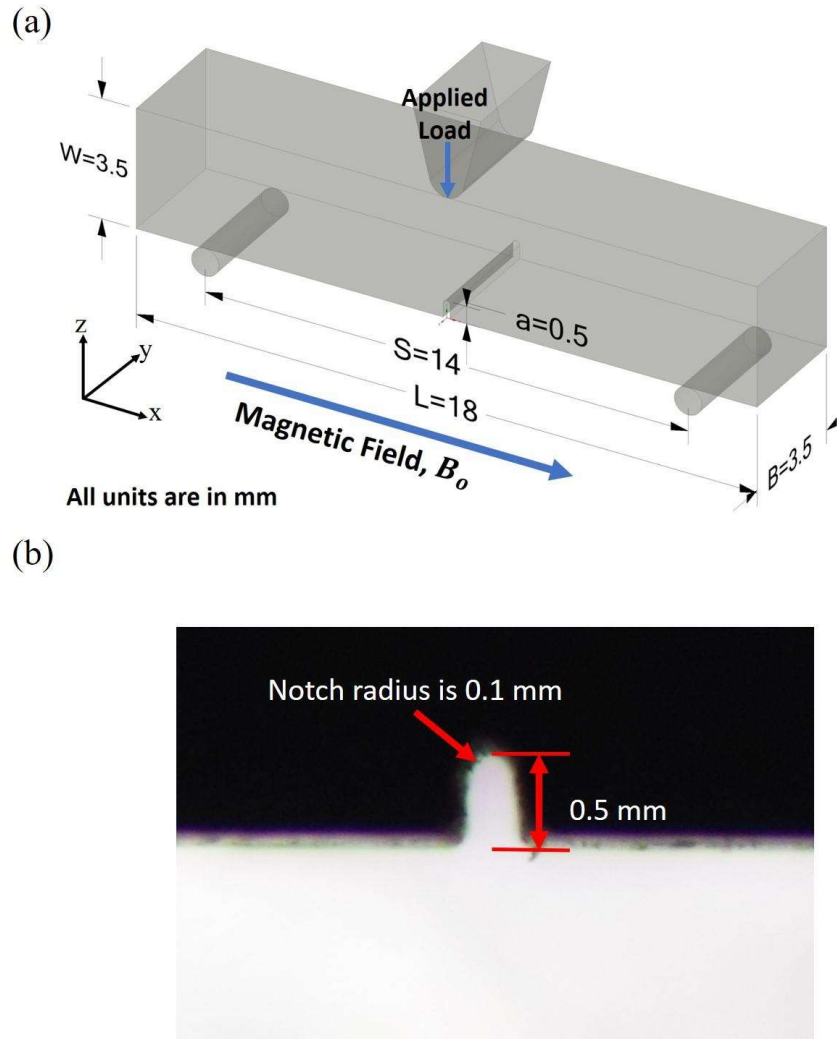 (a)
Applied
Load
W=3.5
a=0.5
S=14
L=18
z
y
x
Magnetic Field, Bₒ
B=3.5
All units are in mm
(b)
Notch radius is 0.1 mm
0.5 mm